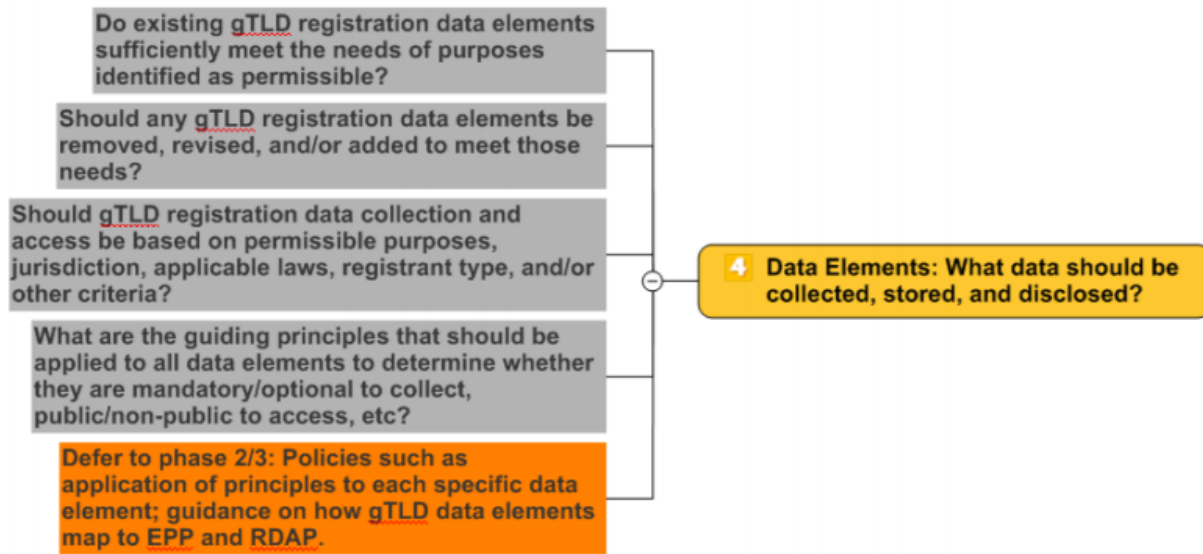 Do existing gTLD registration data elements
sufficiently meet the needs of purposes
identified as permissible?
Should any gTLD registration data elements be
removed, revised, and/or added to meet those
needs?
Should gTLD registration data collection and
access be based on permissible purposes,
jurisdiction, applicable laws, registrant type, and/or
other criteria?
What are the guiding principles that should be
applied to all data elements to determine whether
they are mandatory/optional to collect,
public/non-public to access, etc?
Defer to phase 2/3: Policies such as
application of principles to each specific data
element; guidance on how gTLD data elements
map to EPP and RDAP.
4 Data Elements: What data should be
collected, stored, and disclosed?